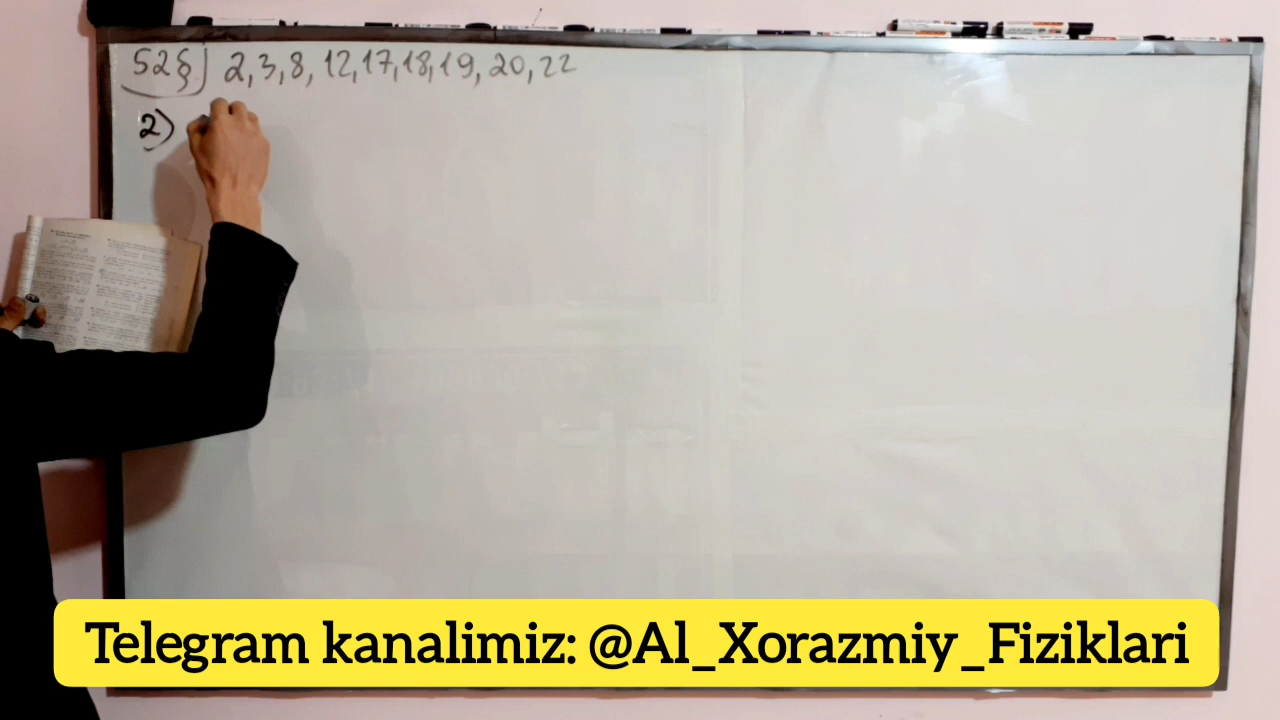 52§) 2, 3, 8, 12, 17, 18, 19, 20, 22
2)
Telegram kanalimiz: @Al_Xorazmiy_Fiziklari